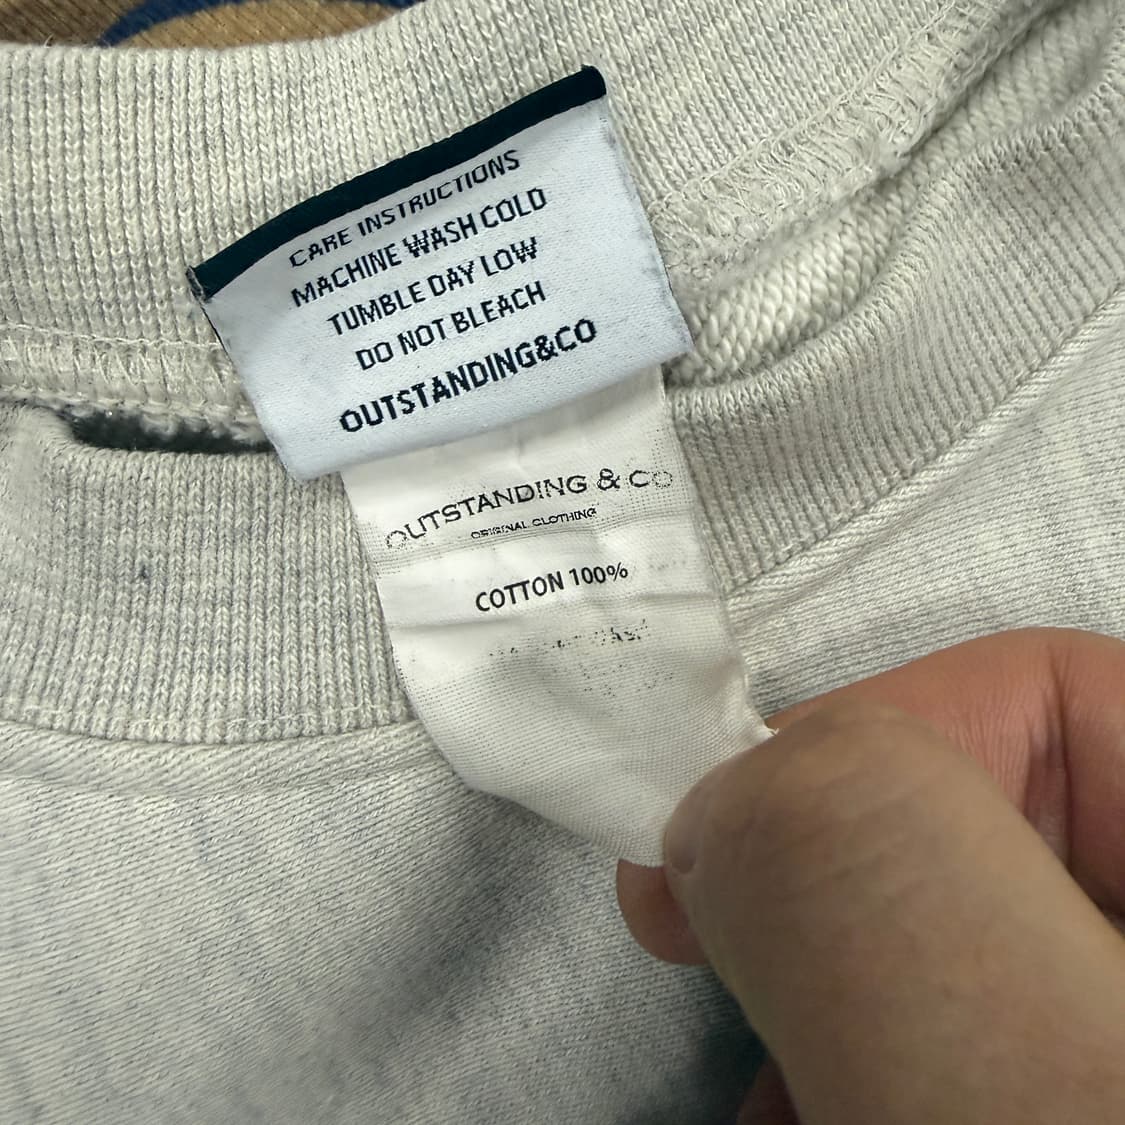 CARE INSTRUCTIONS
MACHINE WASH COLD
TUMBLE DAY LOW
DO NOT BLEACH
OUTSTANDING&CO
OUTSTANDING & CO
ORIGINAL CLOTHING
COTTON 100%